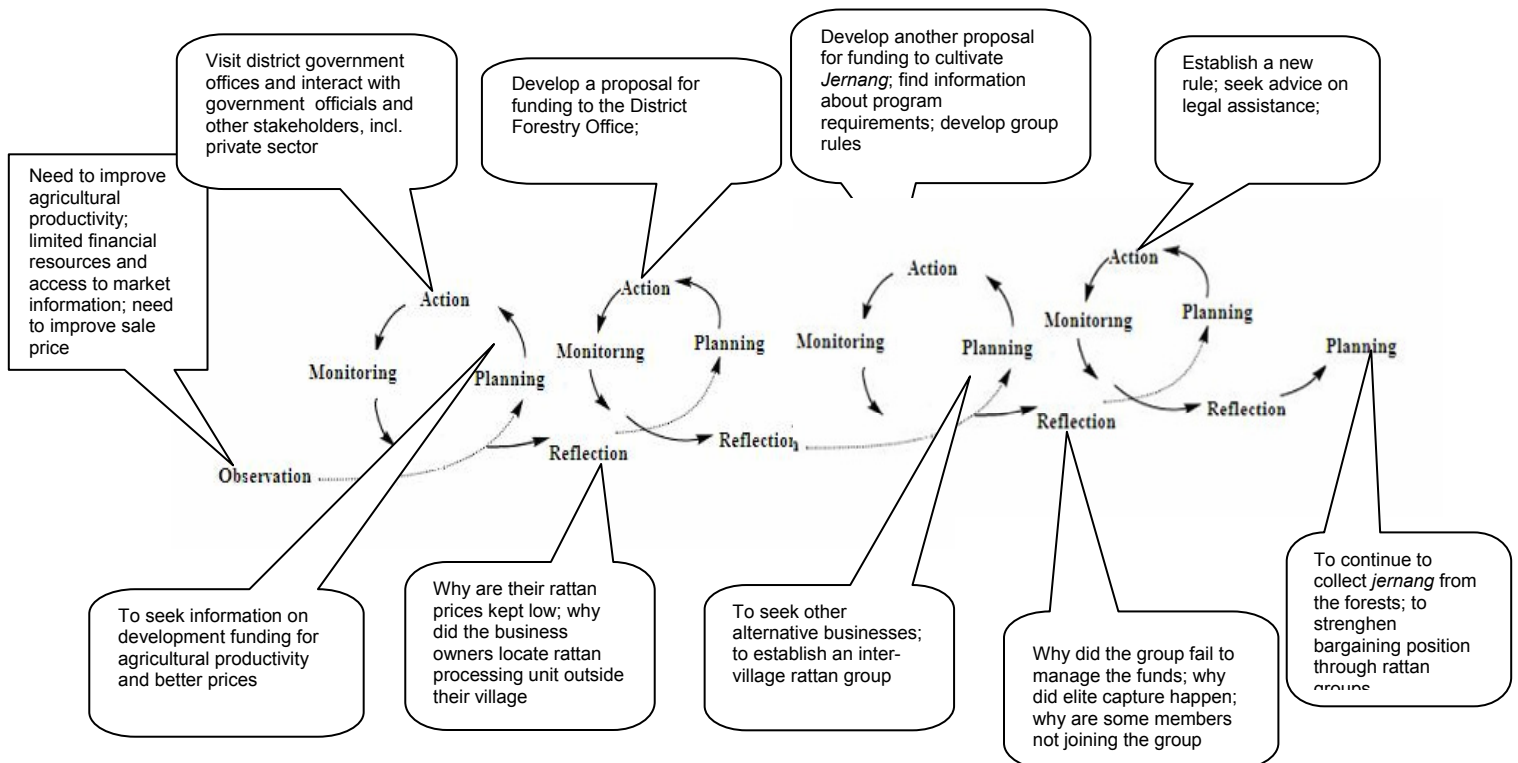 Visit district government
offices and interact with
government officials and
other stakeholders, incl.
private sector
Develop a proposal for
funding to the District
Forestry Office;
Develop another proposal
for funding to cultivate
Jernang; find information
about program
requirements; develop group
rules
Establish a new
rule; seek advice on
legal assistance;
Need to improve
agricultural
productivity;
limited financial
resources and
access to market
information; need
to improve sale
price
Action
Monitoring
Planning
Observation
Reflection
Action
Monitoring
Planning
Reflection
Action
Monitoring
Planning
Reflection
Action
Monitoring
Planning
Reflection
Planning
To seek information on
development funding for
agricultural productivity
and better prices
Why are their rattan
prices kept low; why
did the business
owners locate rattan
processing unit outside
their village
To seek other
alternative businesses;
to establish an inter-
village rattan group
Why did the group fail to
manage the funds; why
did elite capture happen;
why are some members
not joining the group
To continue to
collect jernang from
the forests; to
strenghen
bargaining position
through rattan
groups